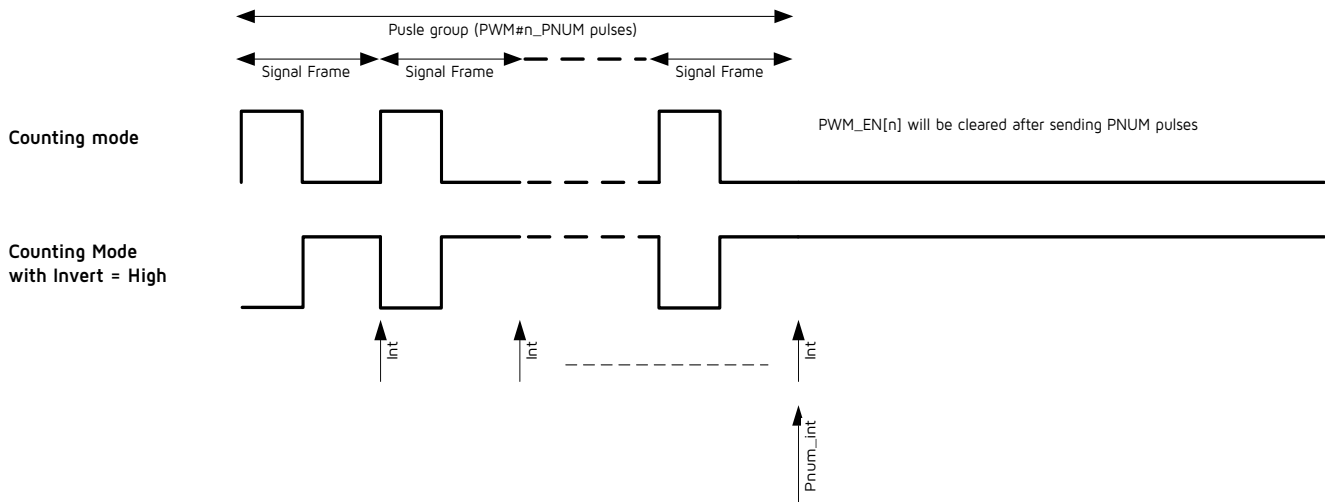 Pusle group (PWM#n_PNUM pulses)
Signal Frame
Signal Frame
Signal Frame
Counting mode
PWM_EN[n] will be cleared after sending PNUM pulses
Counting Mode
with Invert = High
Int
Int
Int
Pnum_int